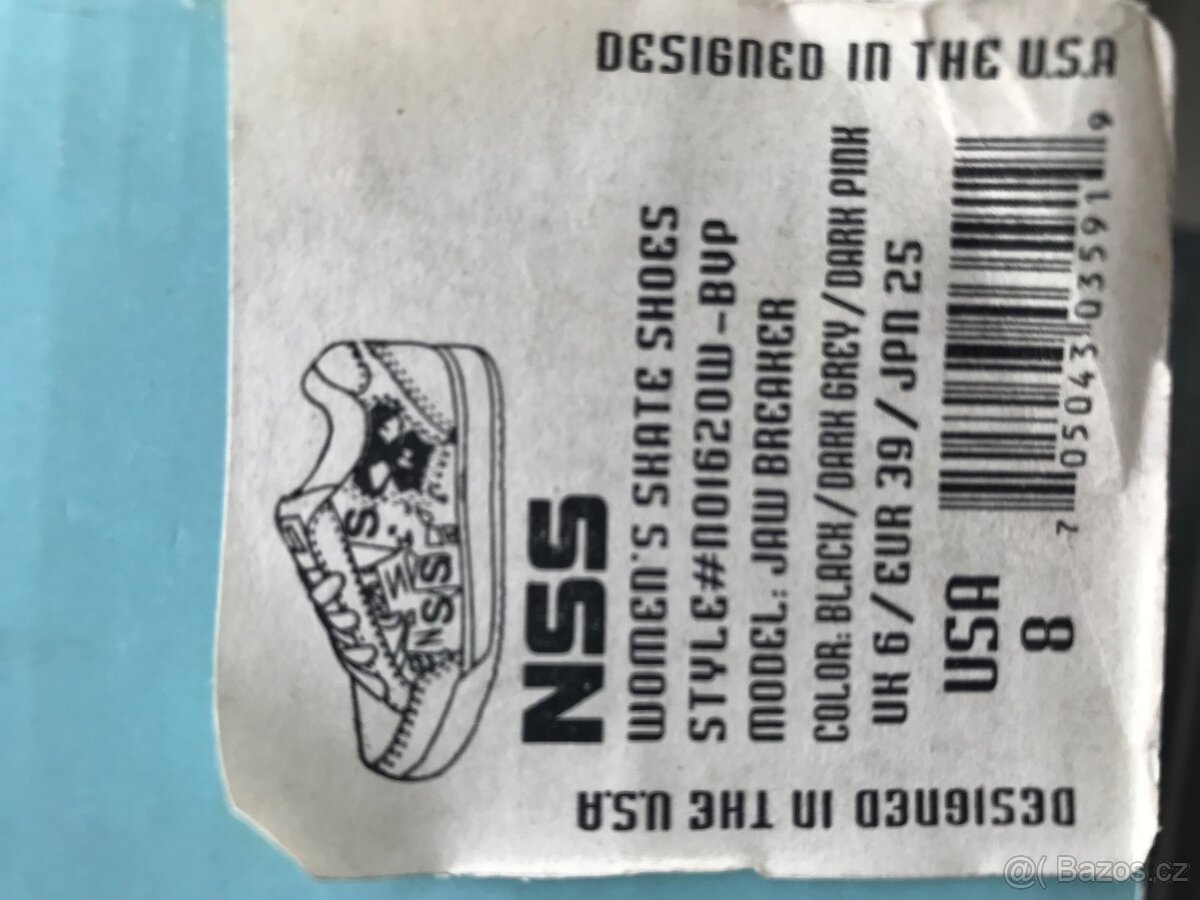 DESIGNED IN THE U.S.A
NSS
WOMEN'S SKATE SHOES
STYLE#N01620W-BVP
MODEL: JAW BREAKER
COLOR: BLACK/DARK GREY/DARK PINK
UK 6/EUR 39/JPN 25
USA
8
7 05043 03591 9
DESIGNED IN THE U.S.A
@( Bazos.cz